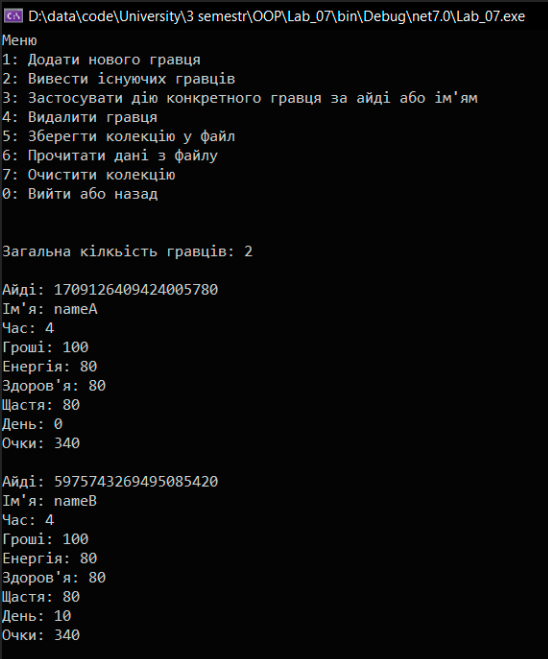 D:\data\code\University\3 semestr\OOP\Lab_07\bin\Debug\net7.0\Lab_07.exe
Меню
1: Додати нового гравця
2: Вивести існуючих гравців
3: Застосувати дію конкретного гравця за айді або ім'ям
4: Видалити гравця
5: Зберегти колекцію у файл
6: Прочитати дані з файлу
7: Очистити колекцію
0: Вийти або назад
Загальна кілкьість гравців: 2
Айді: 1709126409424005780
Ім'я: nameA
Час: 4
Гроші: 100
Енергія: 80
Здоров'я: 80
Щастя: 80
День: 0
Очки: 340
Айді: 5975743269495085420
Ім'я: nameB
Час: 4
Гроші: 100
Енергія: 80
Здоров'я: 80
Щастя: 80
День: 10
Очки: 340